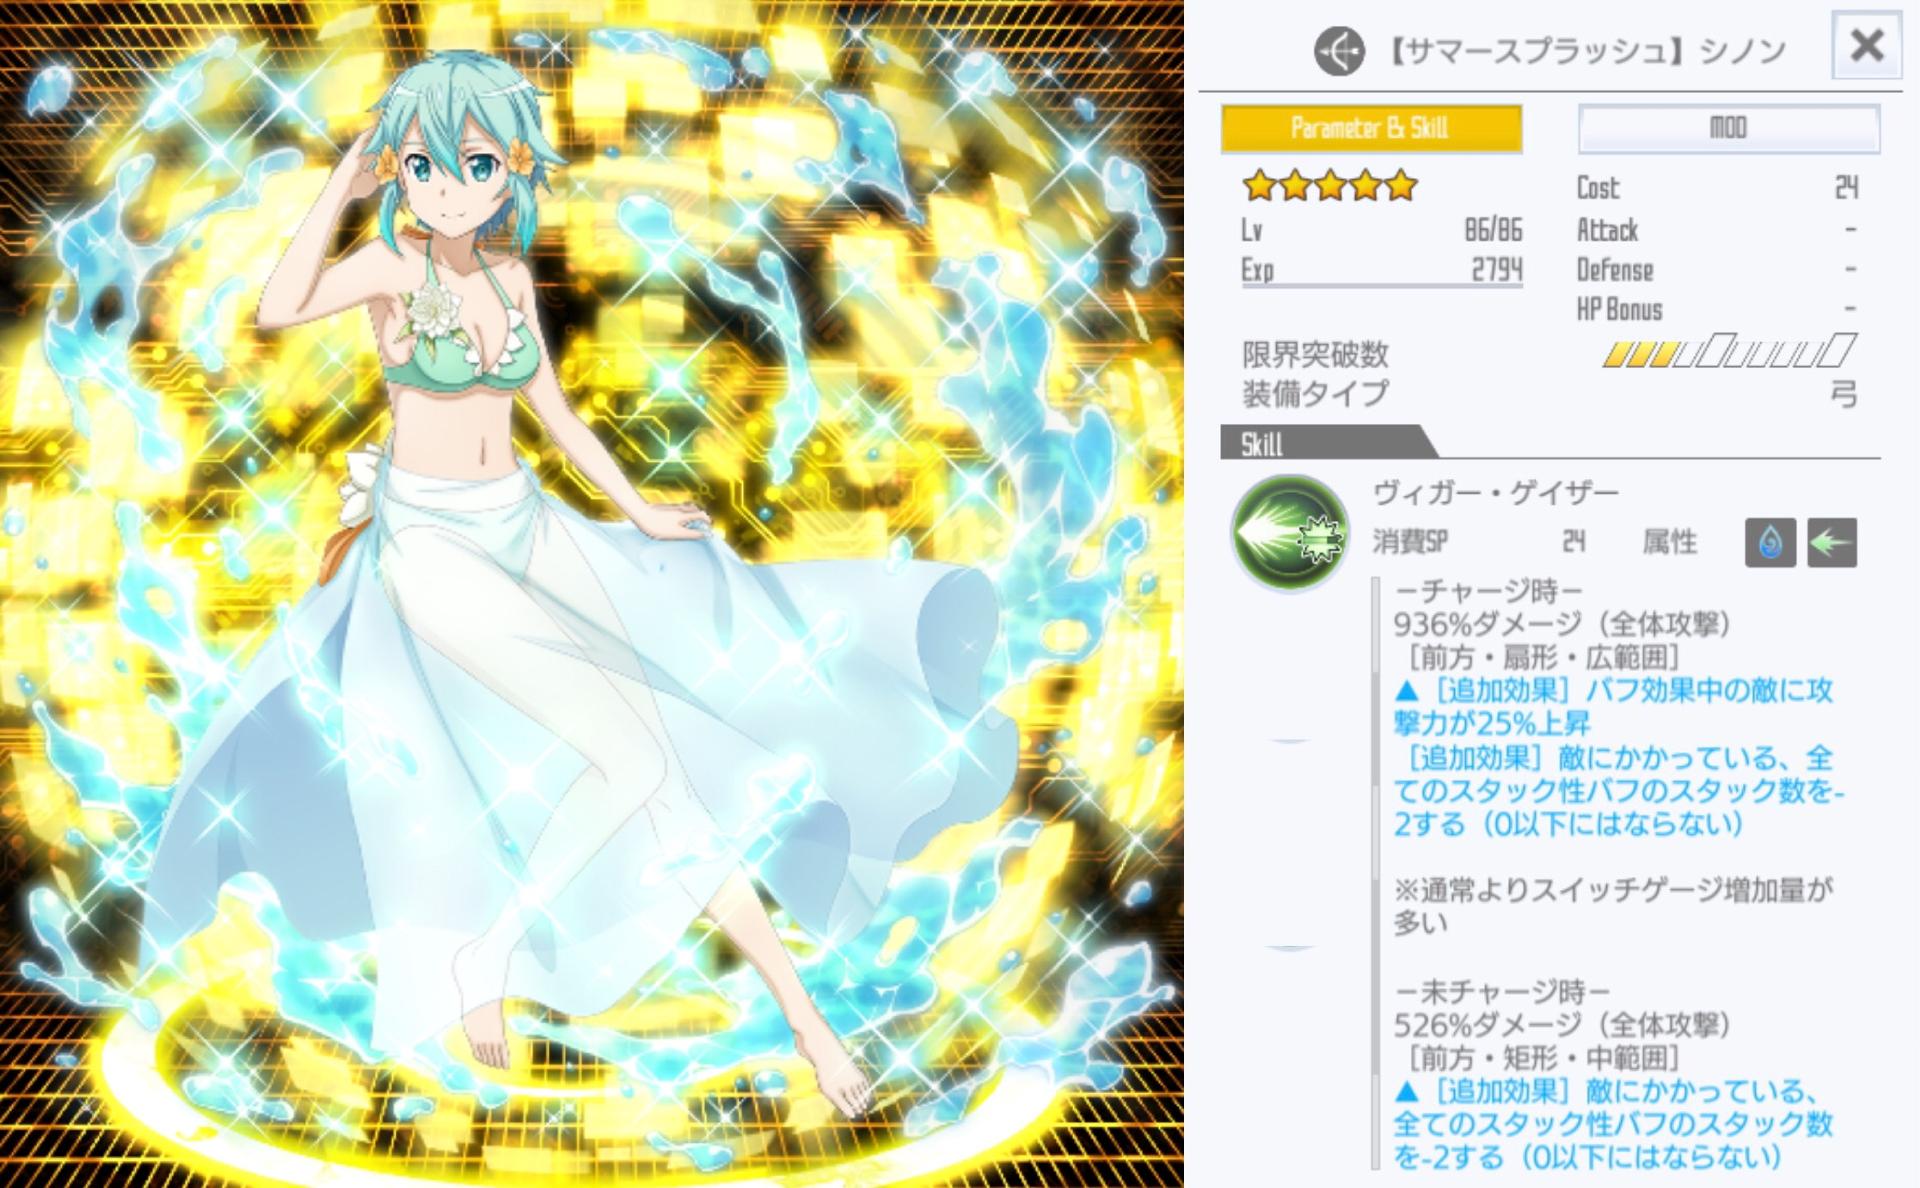 【サマースプラッシュ】シノン
Parameter & Skill
MOD
Lv 86/86
Exp 2794
Cost 24
Attack -
Defense -
HP Bonus -
限界突破数
装備タイプ 弓
Skill
ヴィガー・ゲイザー
消費SP 24 属性
－チャージ時－
936%ダメージ（全体攻撃）
［前方・扇形・広範囲］
▲［追加効果］バフ効果中の敵に攻
撃力が25%上昇
［追加効果］敵にかかっている、全
てのスタック性バフのスタック数を-
2する（0以下にはならない）
※通常よりスイッチゲージ増加量が
多い
－未チャージ時－
526%ダメージ（全体攻撃）
［前方・矩形・中範囲］
▲［追加効果］敵にかかっている、
全てのスタック性バフのスタック数
を-2する（0以下にはならない）